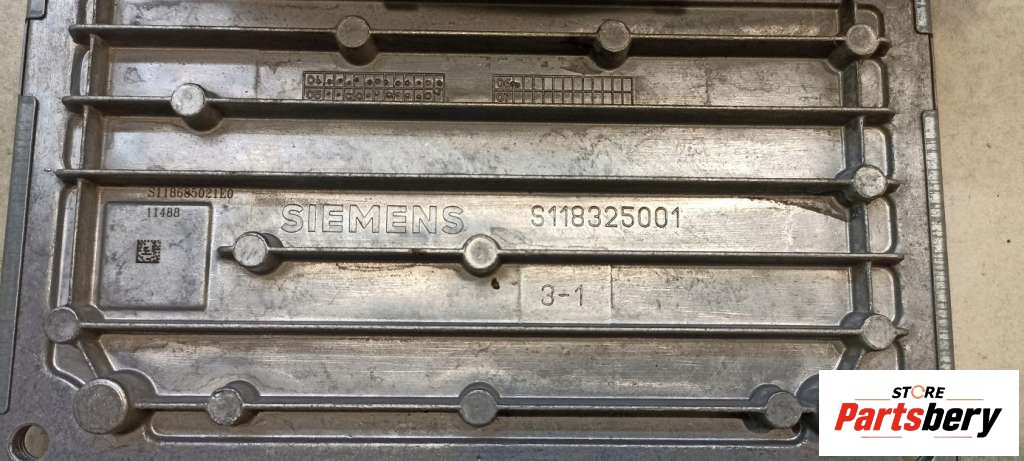 S118685021E0
11488
SIEMENS S118325001
3-1
STORE
Partsbery